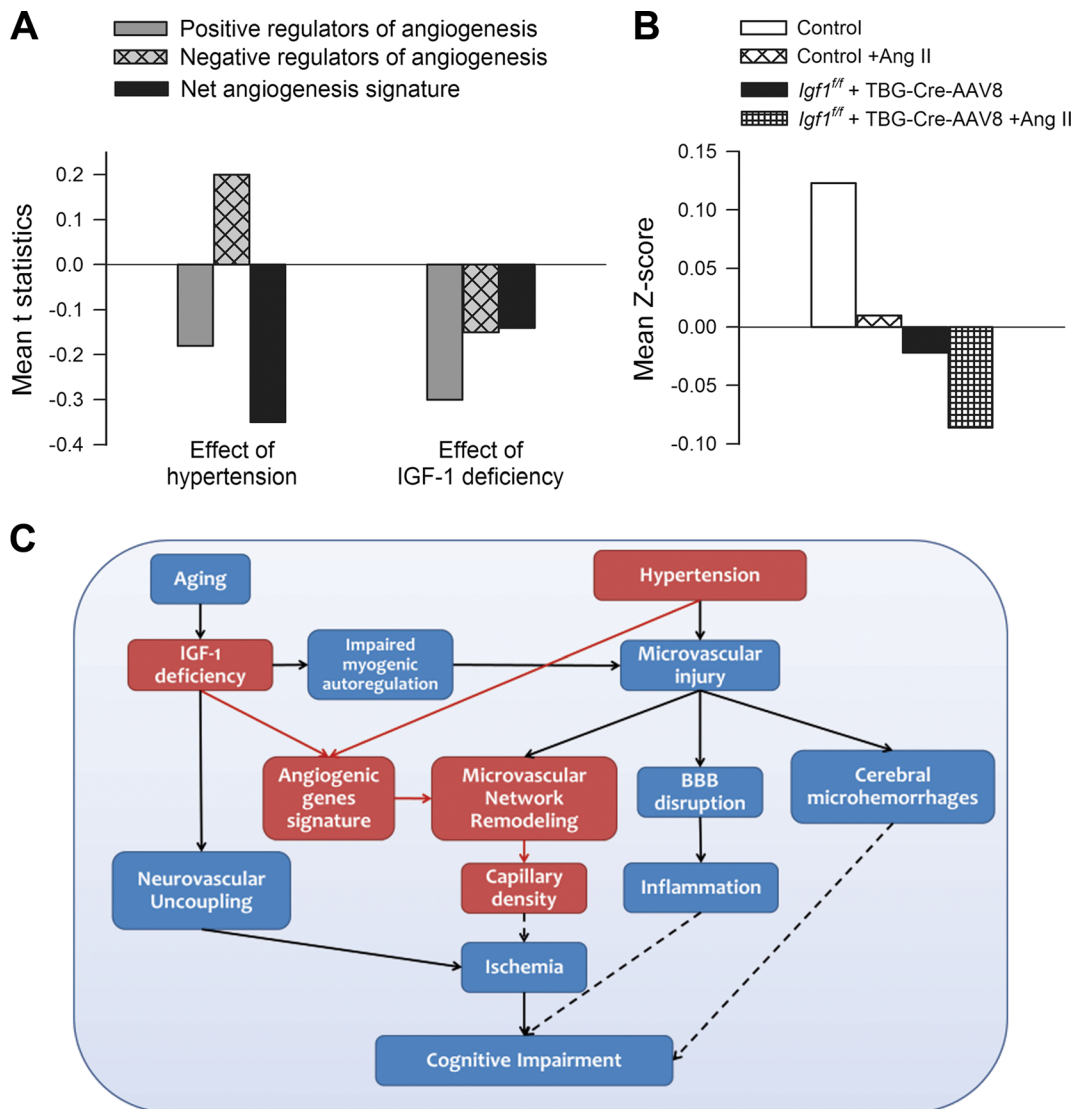 A
Positive regulators of angiogenesis
Negative regulators of angiogenesis
Net angiogenesis signature
Mean t statistics
0.2
0.1
0.0
-0.1
-0.2
-0.3
-0.4
Effect of
hypertension
Effect of
IGF-1 deficiency
B
Control
Control +Ang II
Igf1f/f + TBG-Cre-AAV8
Igf1f/f + TBG-Cre-AAV8 +Ang II
Mean Z-score
0.15
0.10
0.05
0.00
-0.05
-0.10
C
Aging
Hypertension
IGF-1
deficiency
Impaired
myogenic
autoregulation
Microvascular
injury
Angiogenic
genes
signature
Microvascular
Network
Remodeling
BBB
disruption
Cerebral
microhemorrhages
Neurovascular
Uncoupling
Capillary
density
Inflammation
Ischemia
Cognitive Impairment